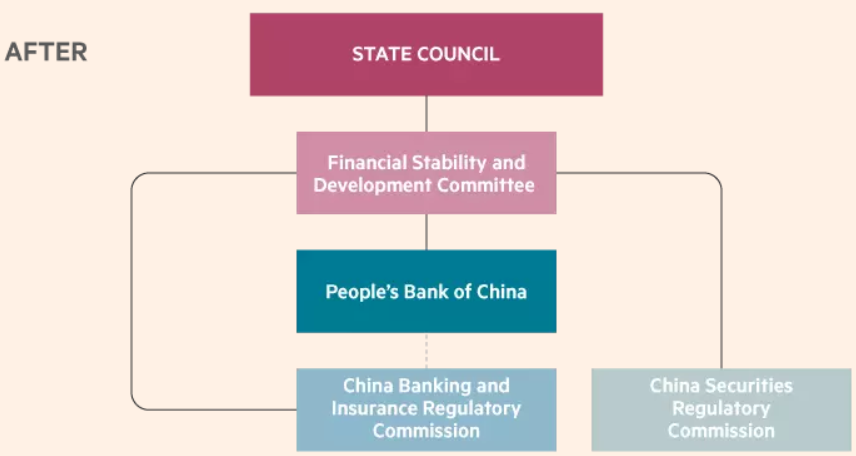 AFTER
STATE COUNCIL
Financial Stability and
Development Committee
People’s Bank of China
China Banking and
Insurance Regulatory
Commission
China Securities
Regulatory
Commission